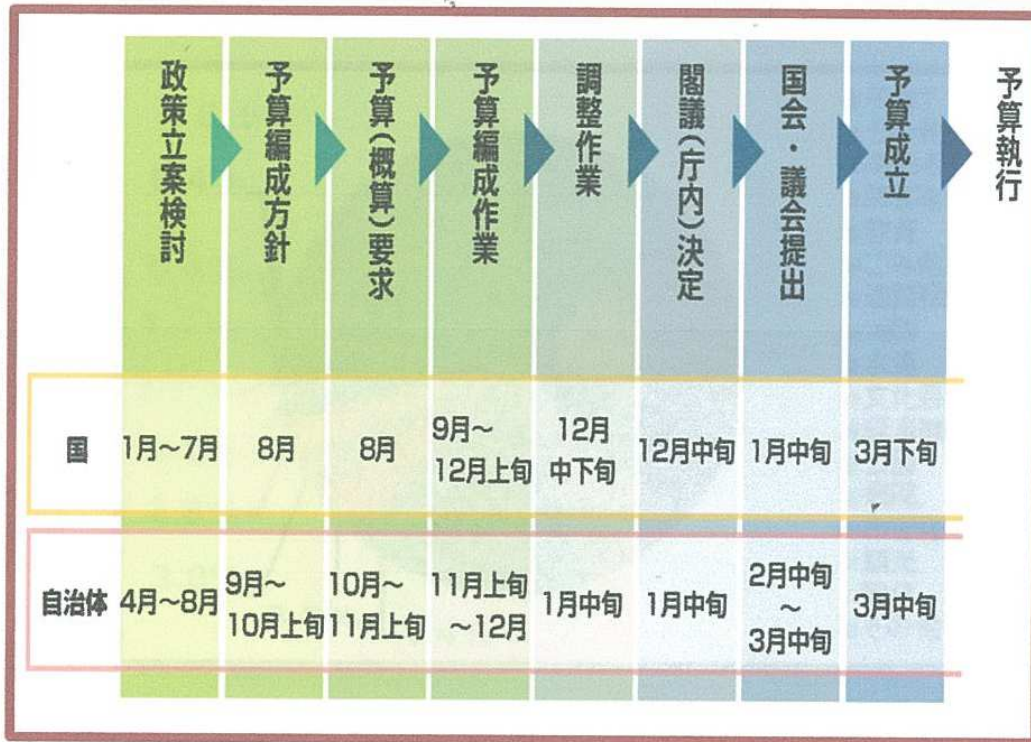 政策立案検討
予算編成方針
予算(概算)要求
予算編成作業
調整作業
閣議(庁内)決定
国会・議会提出
予算成立
予算執行
国
1月〜7月
8月
8月
9月〜
12月上旬
12月
中下旬
12月中旬
1月中旬
3月下旬
自治体
4月〜8月
9月〜
10月上旬
10月〜
11月上旬
11月上旬
〜12月
1月中旬
1月中旬
2月中旬
〜
3月中旬
3月中旬